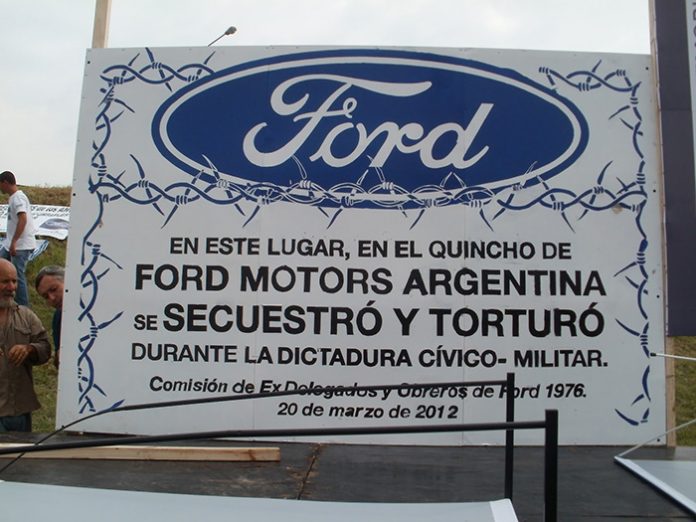 Ford
EN ESTE LUGAR, EN EL QUINCHO DE
FORD MOTORS ARGENTINA
SE SECUESTRÓ Y TORTURÓ
DURANTE LA DICTADURA CÍVICO- MILITAR.
Comisión de Ex Delegados y Obreros de Ford 1976.
20 de marzo de 2012